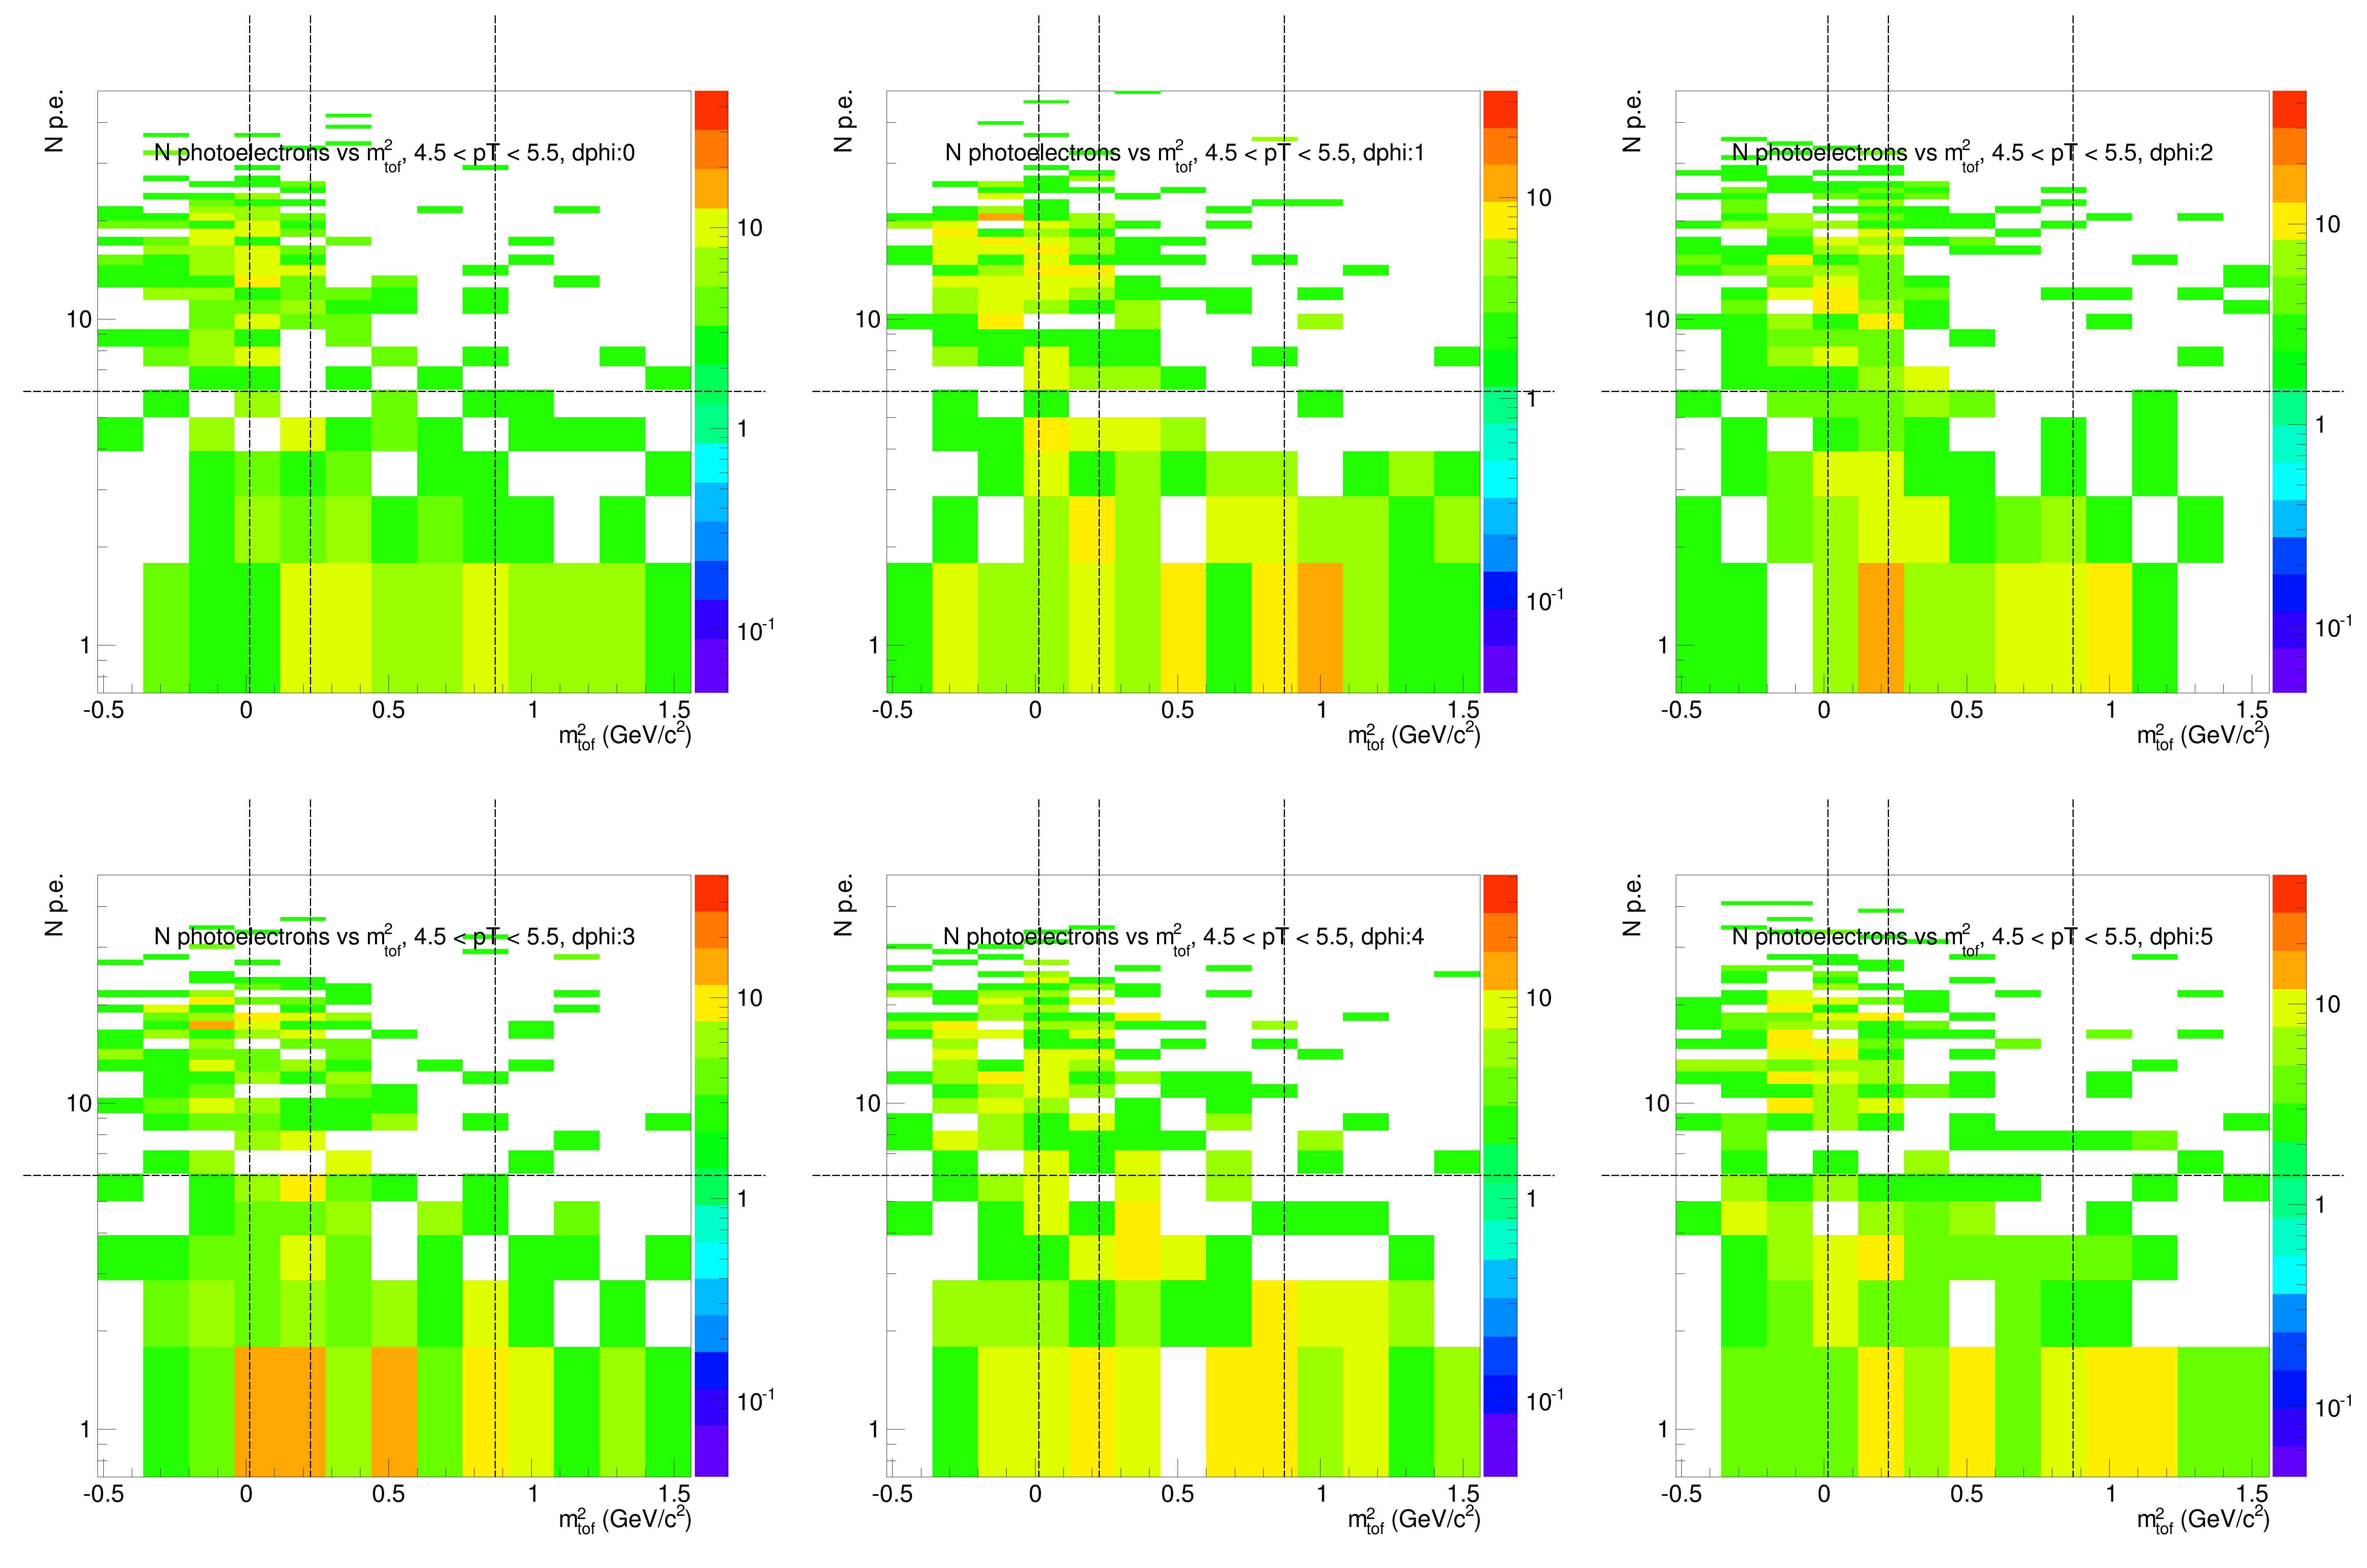 N p.e.
N photoelectrons vs m²tof, 4.5 < pT < 5.5, dphi:0
10
1
10
1
10⁻¹
-0.5 0 0.5 1 1.5
m²tof (GeV/c²)
N p.e.
N photoelectrons vs m²tof, 4.5 < pT < 5.5, dphi:1
10
1
10
1
10⁻¹
-0.5 0 0.5 1 1.5
m²tof (GeV/c²)
N p.e.
N photoelectrons vs m²tof, 4.5 < pT < 5.5, dphi:2
10
1
10
1
10⁻¹
-0.5 0 0.5 1 1.5
m²tof (GeV/c²)
N p.e.
N photoelectrons vs m²tof, 4.5 < pT < 5.5, dphi:3
10
1
10
1
10⁻¹
-0.5 0 0.5 1 1.5
m²tof (GeV/c²)
N p.e.
N photoelectrons vs m²tof, 4.5 < pT < 5.5, dphi:4
10
1
10
1
10⁻¹
-0.5 0 0.5 1 1.5
m²tof (GeV/c²)
N p.e.
N photoelectrons vs m²tof, 4.5 < pT < 5.5, dphi:5
10
1
10
1
10⁻¹
-0.5 0 0.5 1 1.5
m²tof (GeV/c²)